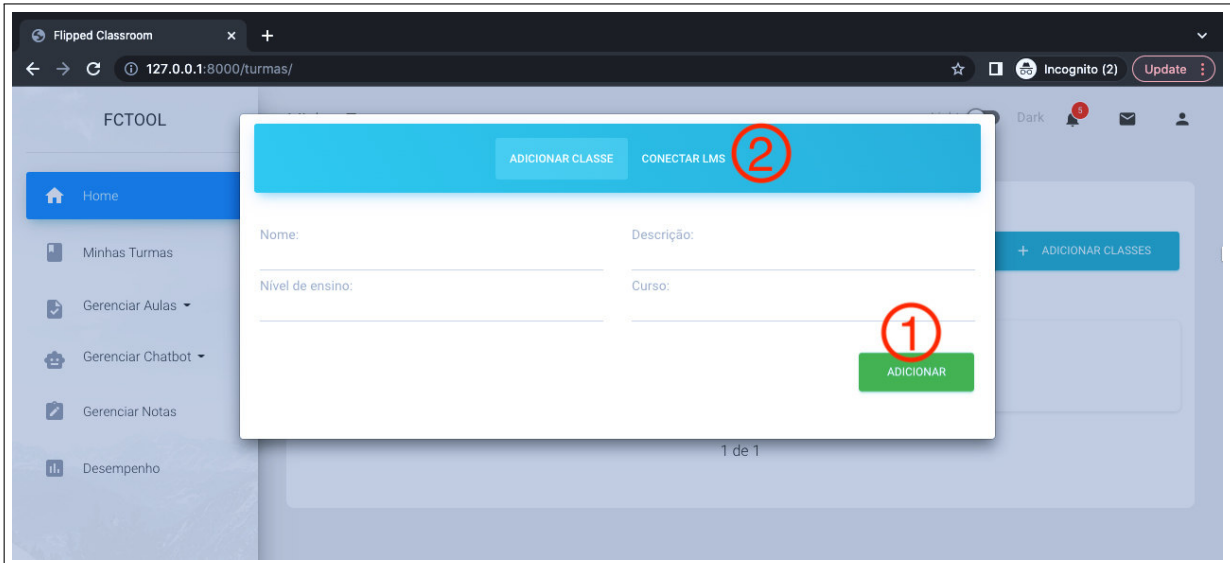 Flipped Classroom
127.0.0.1:8000/turmas/
Incognito (2)
Update
FCTOOL
Dark
5
ADICIONAR CLASSE
CONECTAR LMS
2
Home
Nome:
Descrição:
Minhas Turmas
+ ADICIONAR CLASSES
Nível de ensino:
Curso:
Gerenciar Aulas
1
Gerenciar Chatbot
ADICIONAR
Gerenciar Notas
1 de 1
Desempenho